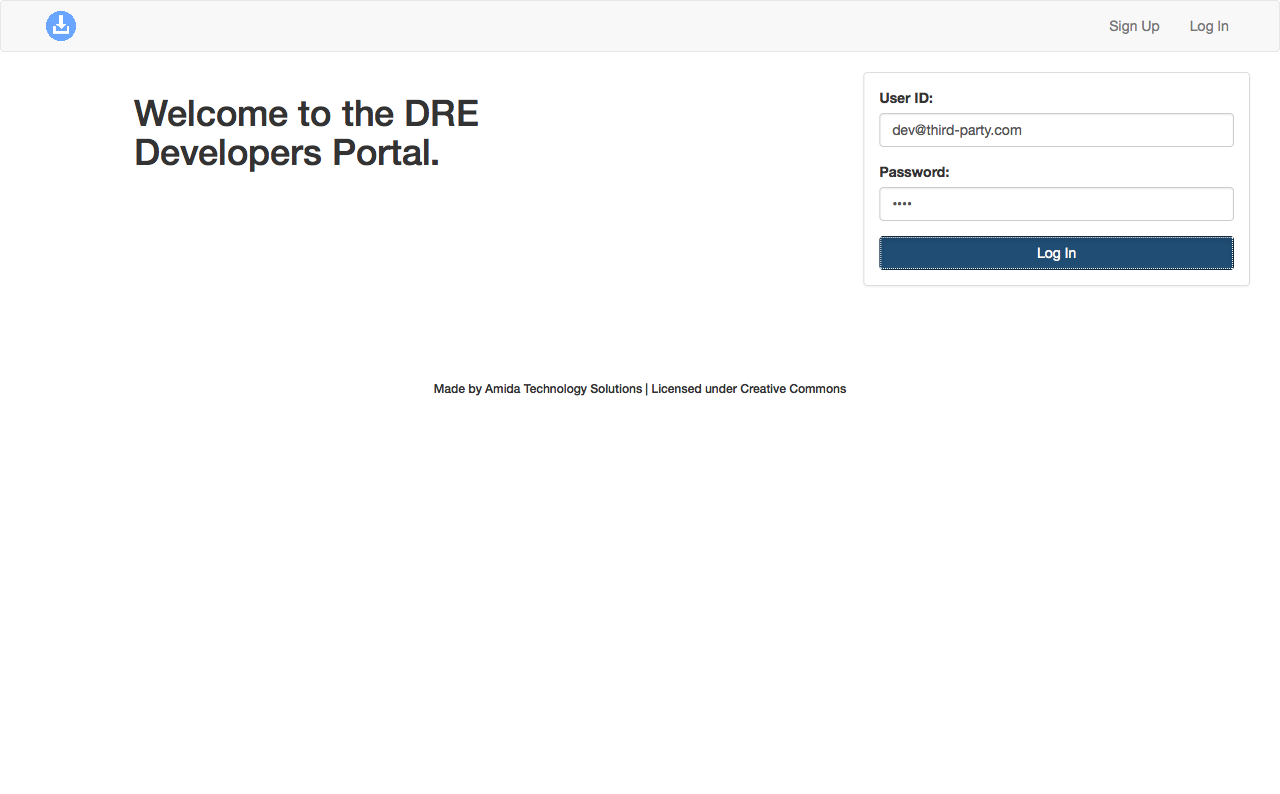 Sign Up
Log In
Welcome to the DRE
Developers Portal.
User ID:
dev@third-party.com
Password:
••••
Log In
Made by Amida Technology Solutions | Licensed under Creative Commons